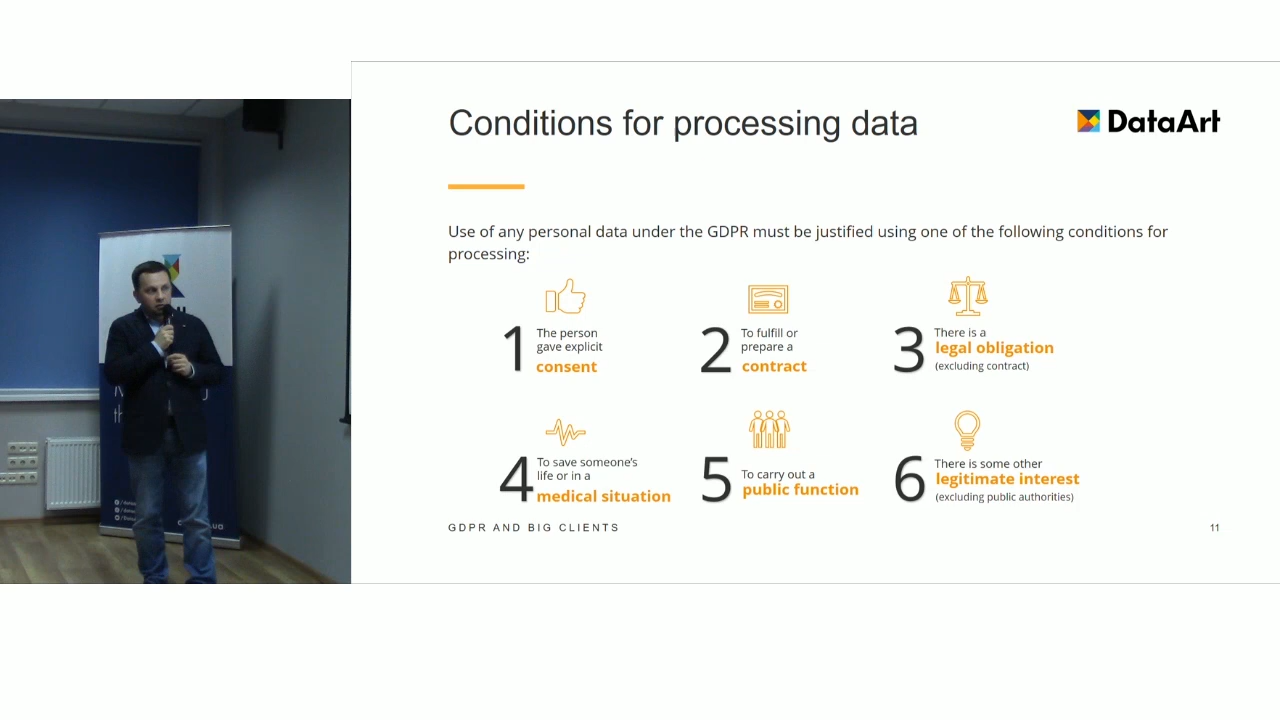 Conditions for processing data
DataArt
Use of any personal data under the GDPR must be justified using one of the following conditions for
processing:
1
The person
gave explicit
consent
2
To fulfill or
prepare a
contract
3
There is a
legal obligation
(excluding contract)
4
To save someone's
life or in a
medical situation
5
To carry out a
public function
6
There is some other
legitimate interest
(excluding public authorities)
GDPR AND BIG CLIENTS
11